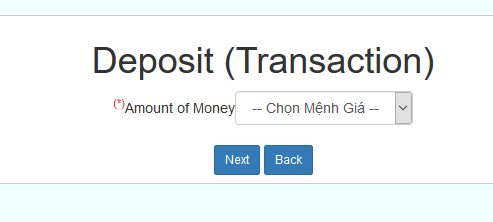 Deposit (Transaction)
(*)Amount of Money -- Chọn Mệnh Giá --
Next Back